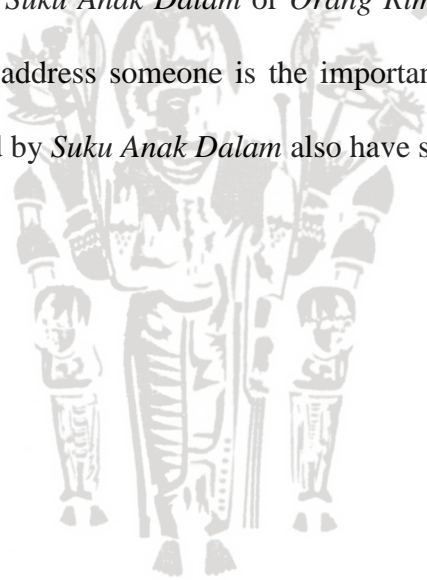 Suku Anak Dalam or Orang Rim
address someone is the importan
by Suku Anak Dalam also have s